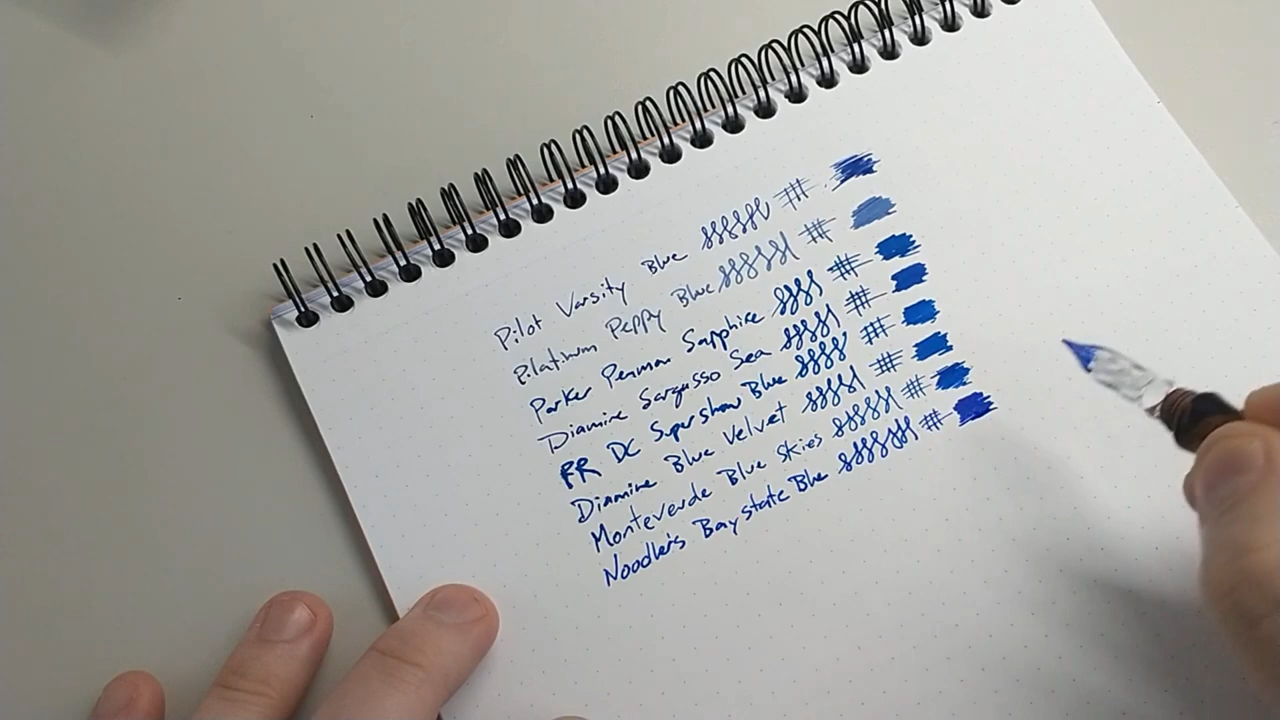 Pilot Varsity Blue
Platinum Peppy Blue
Parker Penman Sapphire
Diamine Sargasso Sea
FR DC Supershow Blue
Diamine Blue Velvet
Monteverde Blue Skies
Noodler's Baystate Blue